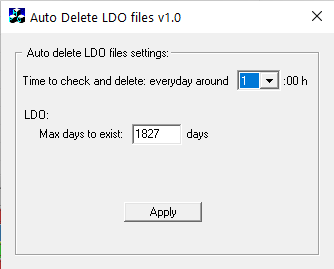 Auto Delete LDO files v1.0
Auto delete LDO files settings:
Time to check and delete: everyday around 1 :00 h
LDO:
Max days to exist: 1827 days
Apply